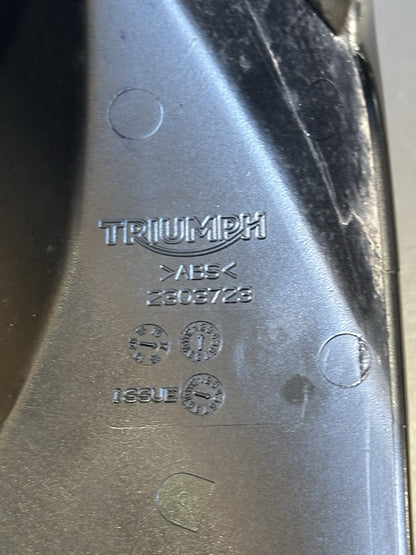 TRIUMPH
>ABS<
2303723
ISSUE